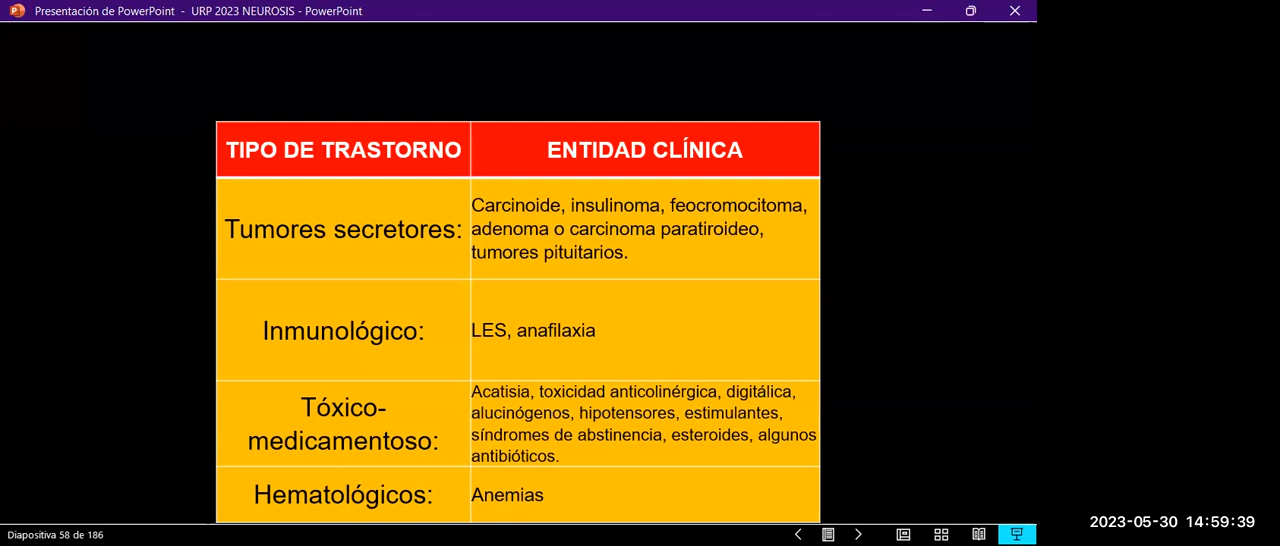 Presentación de PowerPoint - URP 2023 NEUROSIS - PowerPoint
TIPO DE TRASTORNO
ENTIDAD CLÍNICA
Tumores secretores:
Carcinoide, insulinoma, feocromocitoma,
adenoma o carcinoma paratiroideo,
tumores pituitarios.
Inmunológico:
LES, anafilaxia
Tóxico-
medicamentoso:
Acatisia, toxicidad anticolinérgica, digitálica,
alucinógenos, hipotensores, estimulantes,
síndromes de abstinencia, esteroides, algunos
antibióticos.
Hematológicos:
Anemias
Diapositiva 58 de 186
2023-05-30 14:59:39